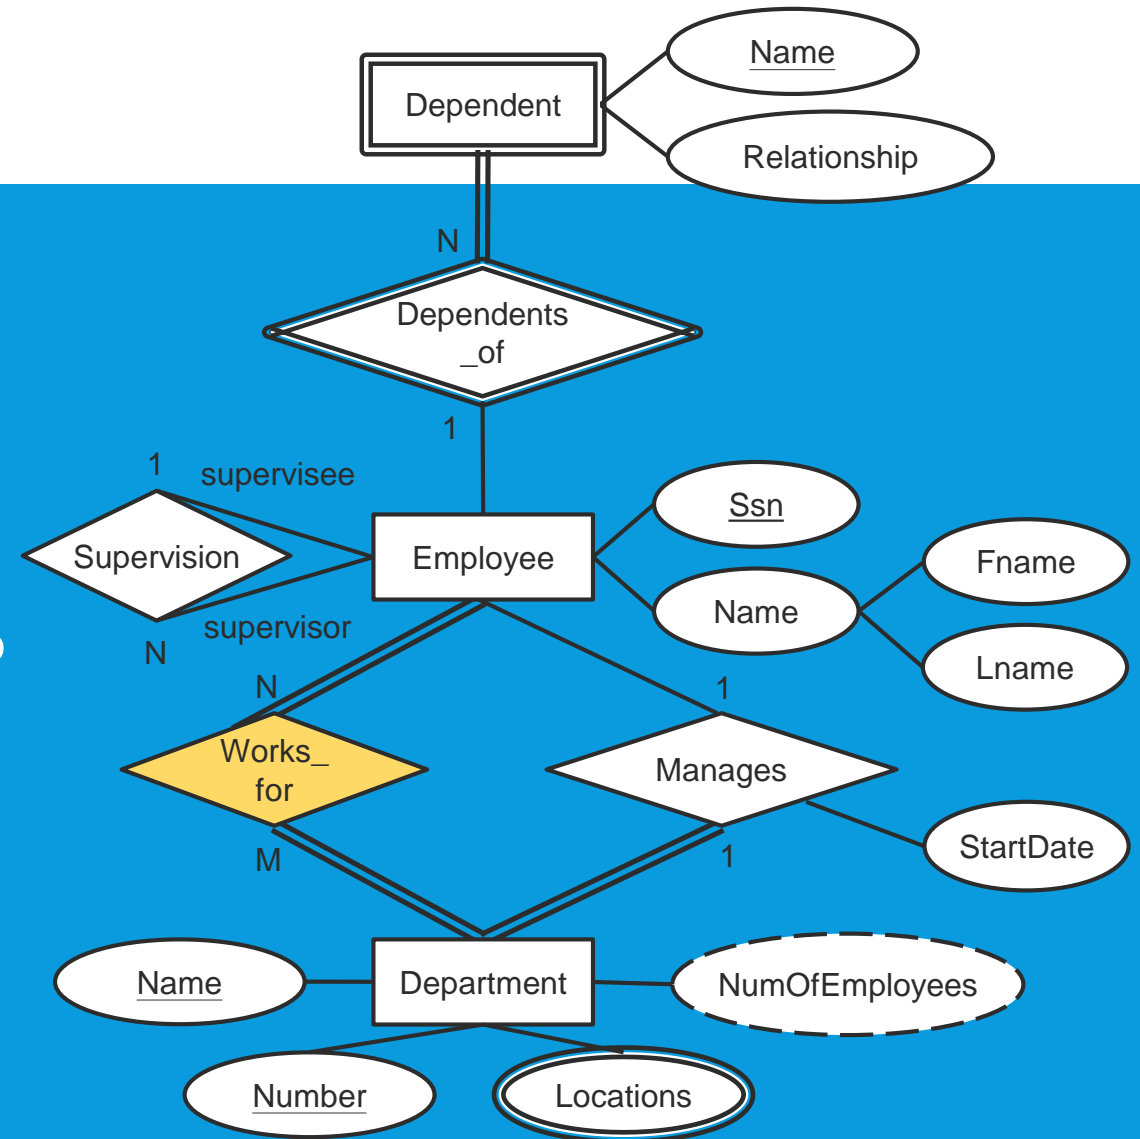 Name
Dependent
Relationship
N
Dependents
_of
1
1
supervisee
Ssn
Supervision
Employee
Fname
Name
supervisor
N
Lname
N
1
Works_
for
Manages
M
1
StartDate
Name
Department
NumOfEmployees
Number
Locations